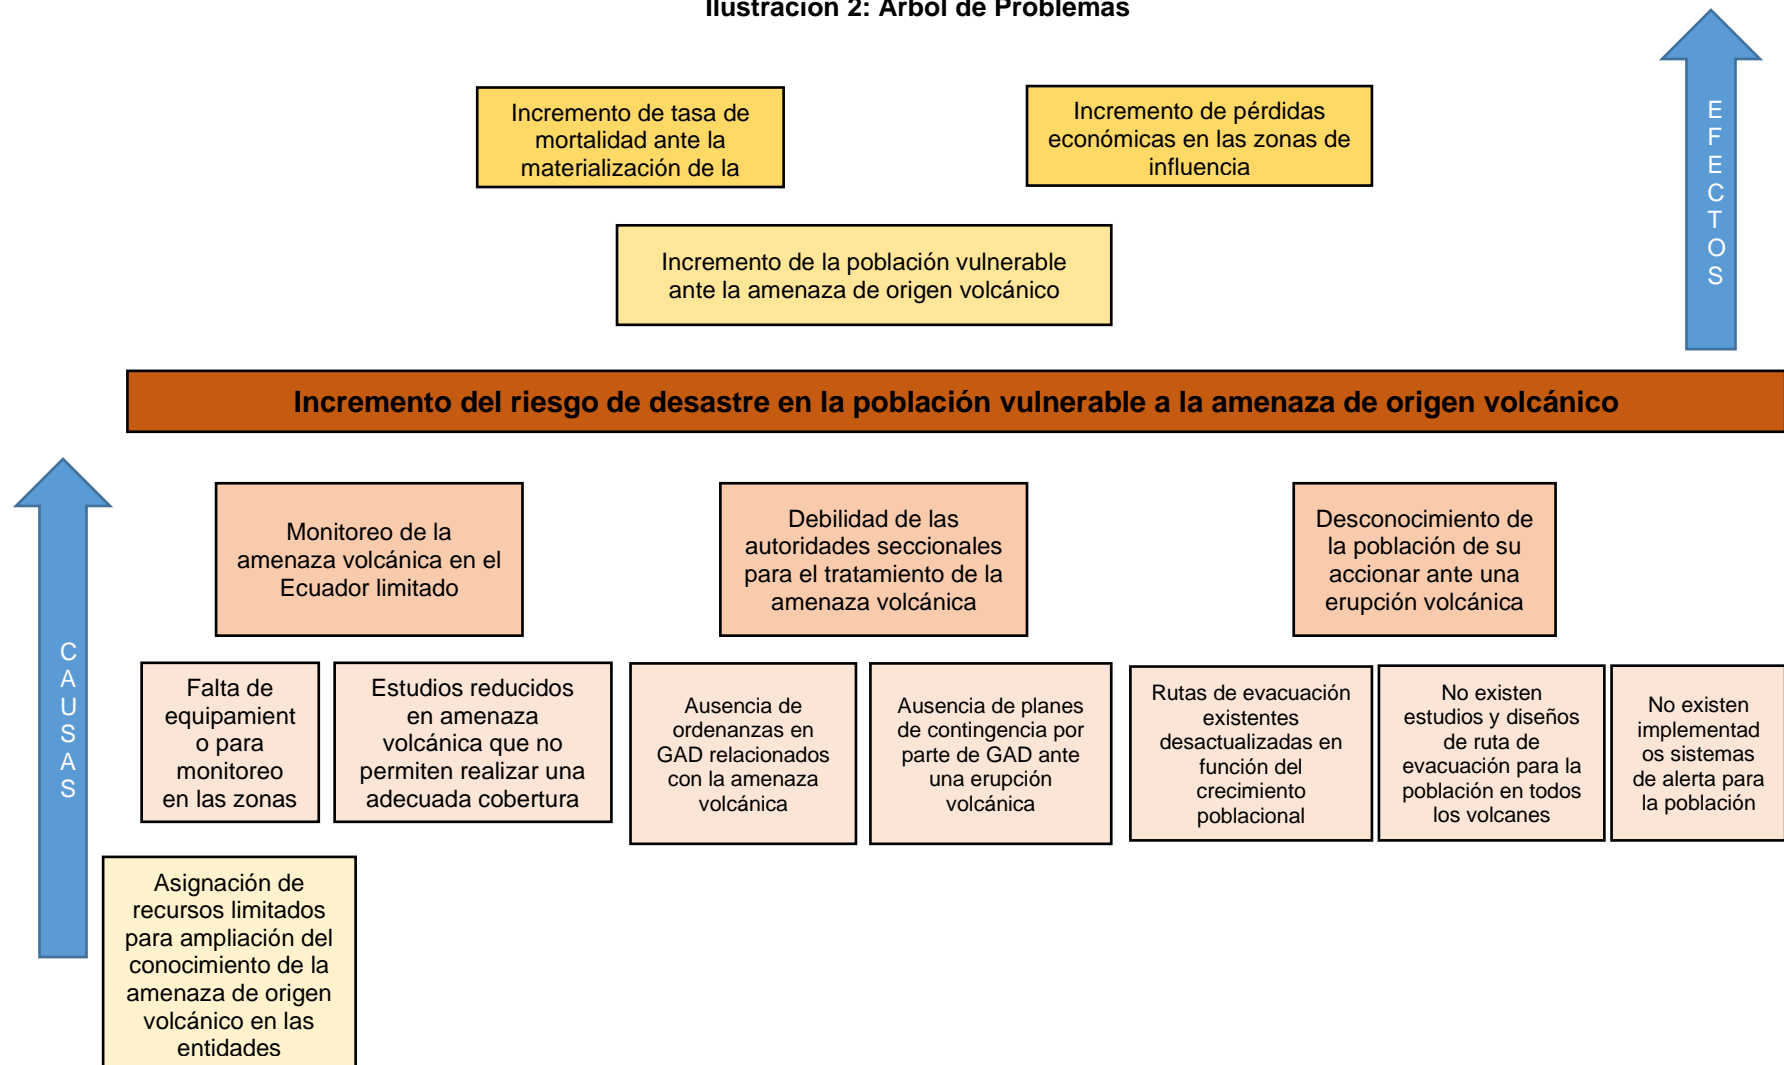 Ilustración 2: Árbol de Problemas
Incremento de tasa de
mortalidad ante la
materialización de la
Incremento de pérdidas
económicas en las zonas de
influencia
E
F
E
C
T
O
S
Incremento de la población vulnerable
ante la amenaza de origen volcánico
Incremento del riesgo de desastre en la población vulnerable a la amenaza de origen volcánico
C
A
U
S
A
S
Monitoreo de la
amenaza volcánica en el
Ecuador limitado
Debilidad de las
autoridades seccionales
para el tratamiento de la
amenaza volcánica
Desconocimiento de
la población de su
accionar ante una
erupción volcánica
Falta de
equipamient
o para
monitoreo
en las zonas
Estudios reducidos
en amenaza
volcánica que no
permiten realizar una
adecuada cobertura
Ausencia de
ordenanzas en
GAD relacionados
con la amenaza
volcánica
Ausencia de planes
de contingencia por
parte de GAD ante
una erupción
volcánica
Rutas de evacuación
existentes
desactualizadas en
función del
crecimiento
poblacional
No existen
estudios y diseños
de ruta de
evacuación para la
población en todos
los volcanes
No existen
implementad
os sistemas
de alerta para
la población
Asignación de
recursos limitados
para ampliación del
conocimiento de la
amenaza de origen
volcánico en las
entidades